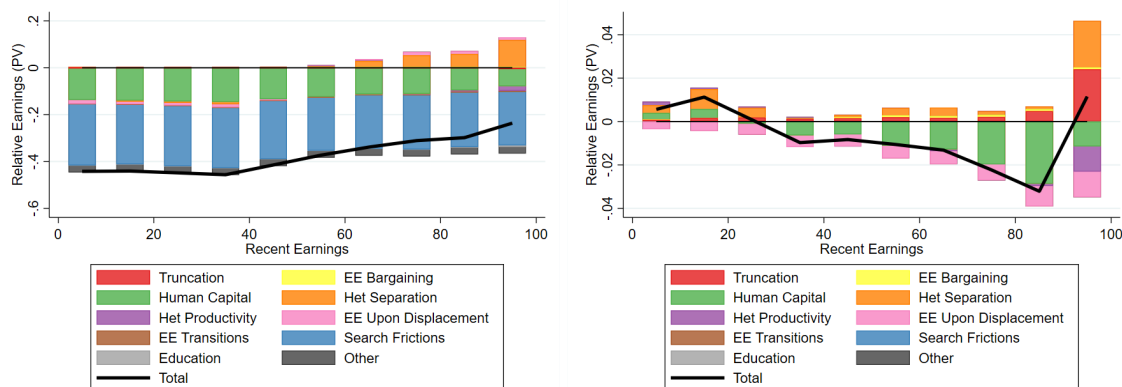 Relative Earnings (PV)
.2
0
-.2
-.4
-.6
0
20
40
60
80
100
Recent Earnings
Truncation
EE Bargaining
Human Capital
Het Separation
Het Productivity
EE Upon Displacement
EE Transitions
Search Frictions
Education
Other
Total
Relative Earnings (PV)
.04
.02
0
-.02
-.04
0
20
40
60
80
100
Recent Earnings
Truncation
EE Bargaining
Human Capital
Het Separation
Het Productivity
EE Upon Displacement
EE Transitions
Search Frictions
Education
Other
Total